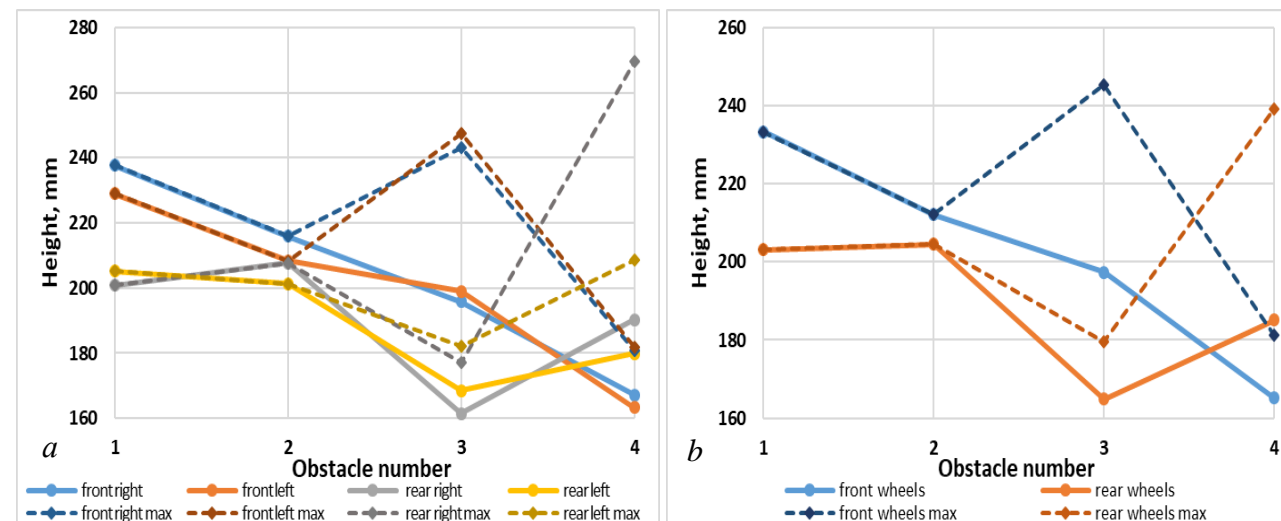 280
260
240
220
200
180
160
Height, mm
a
1 2 3 4
Obstacle number
front right front left rear right rear left
front right max front left max rear right max rear left max
260
240
220
200
180
160
Height, mm
b
1 2 3 4
Obstacle number
front wheels rear wheels
front wheels max rear wheels max